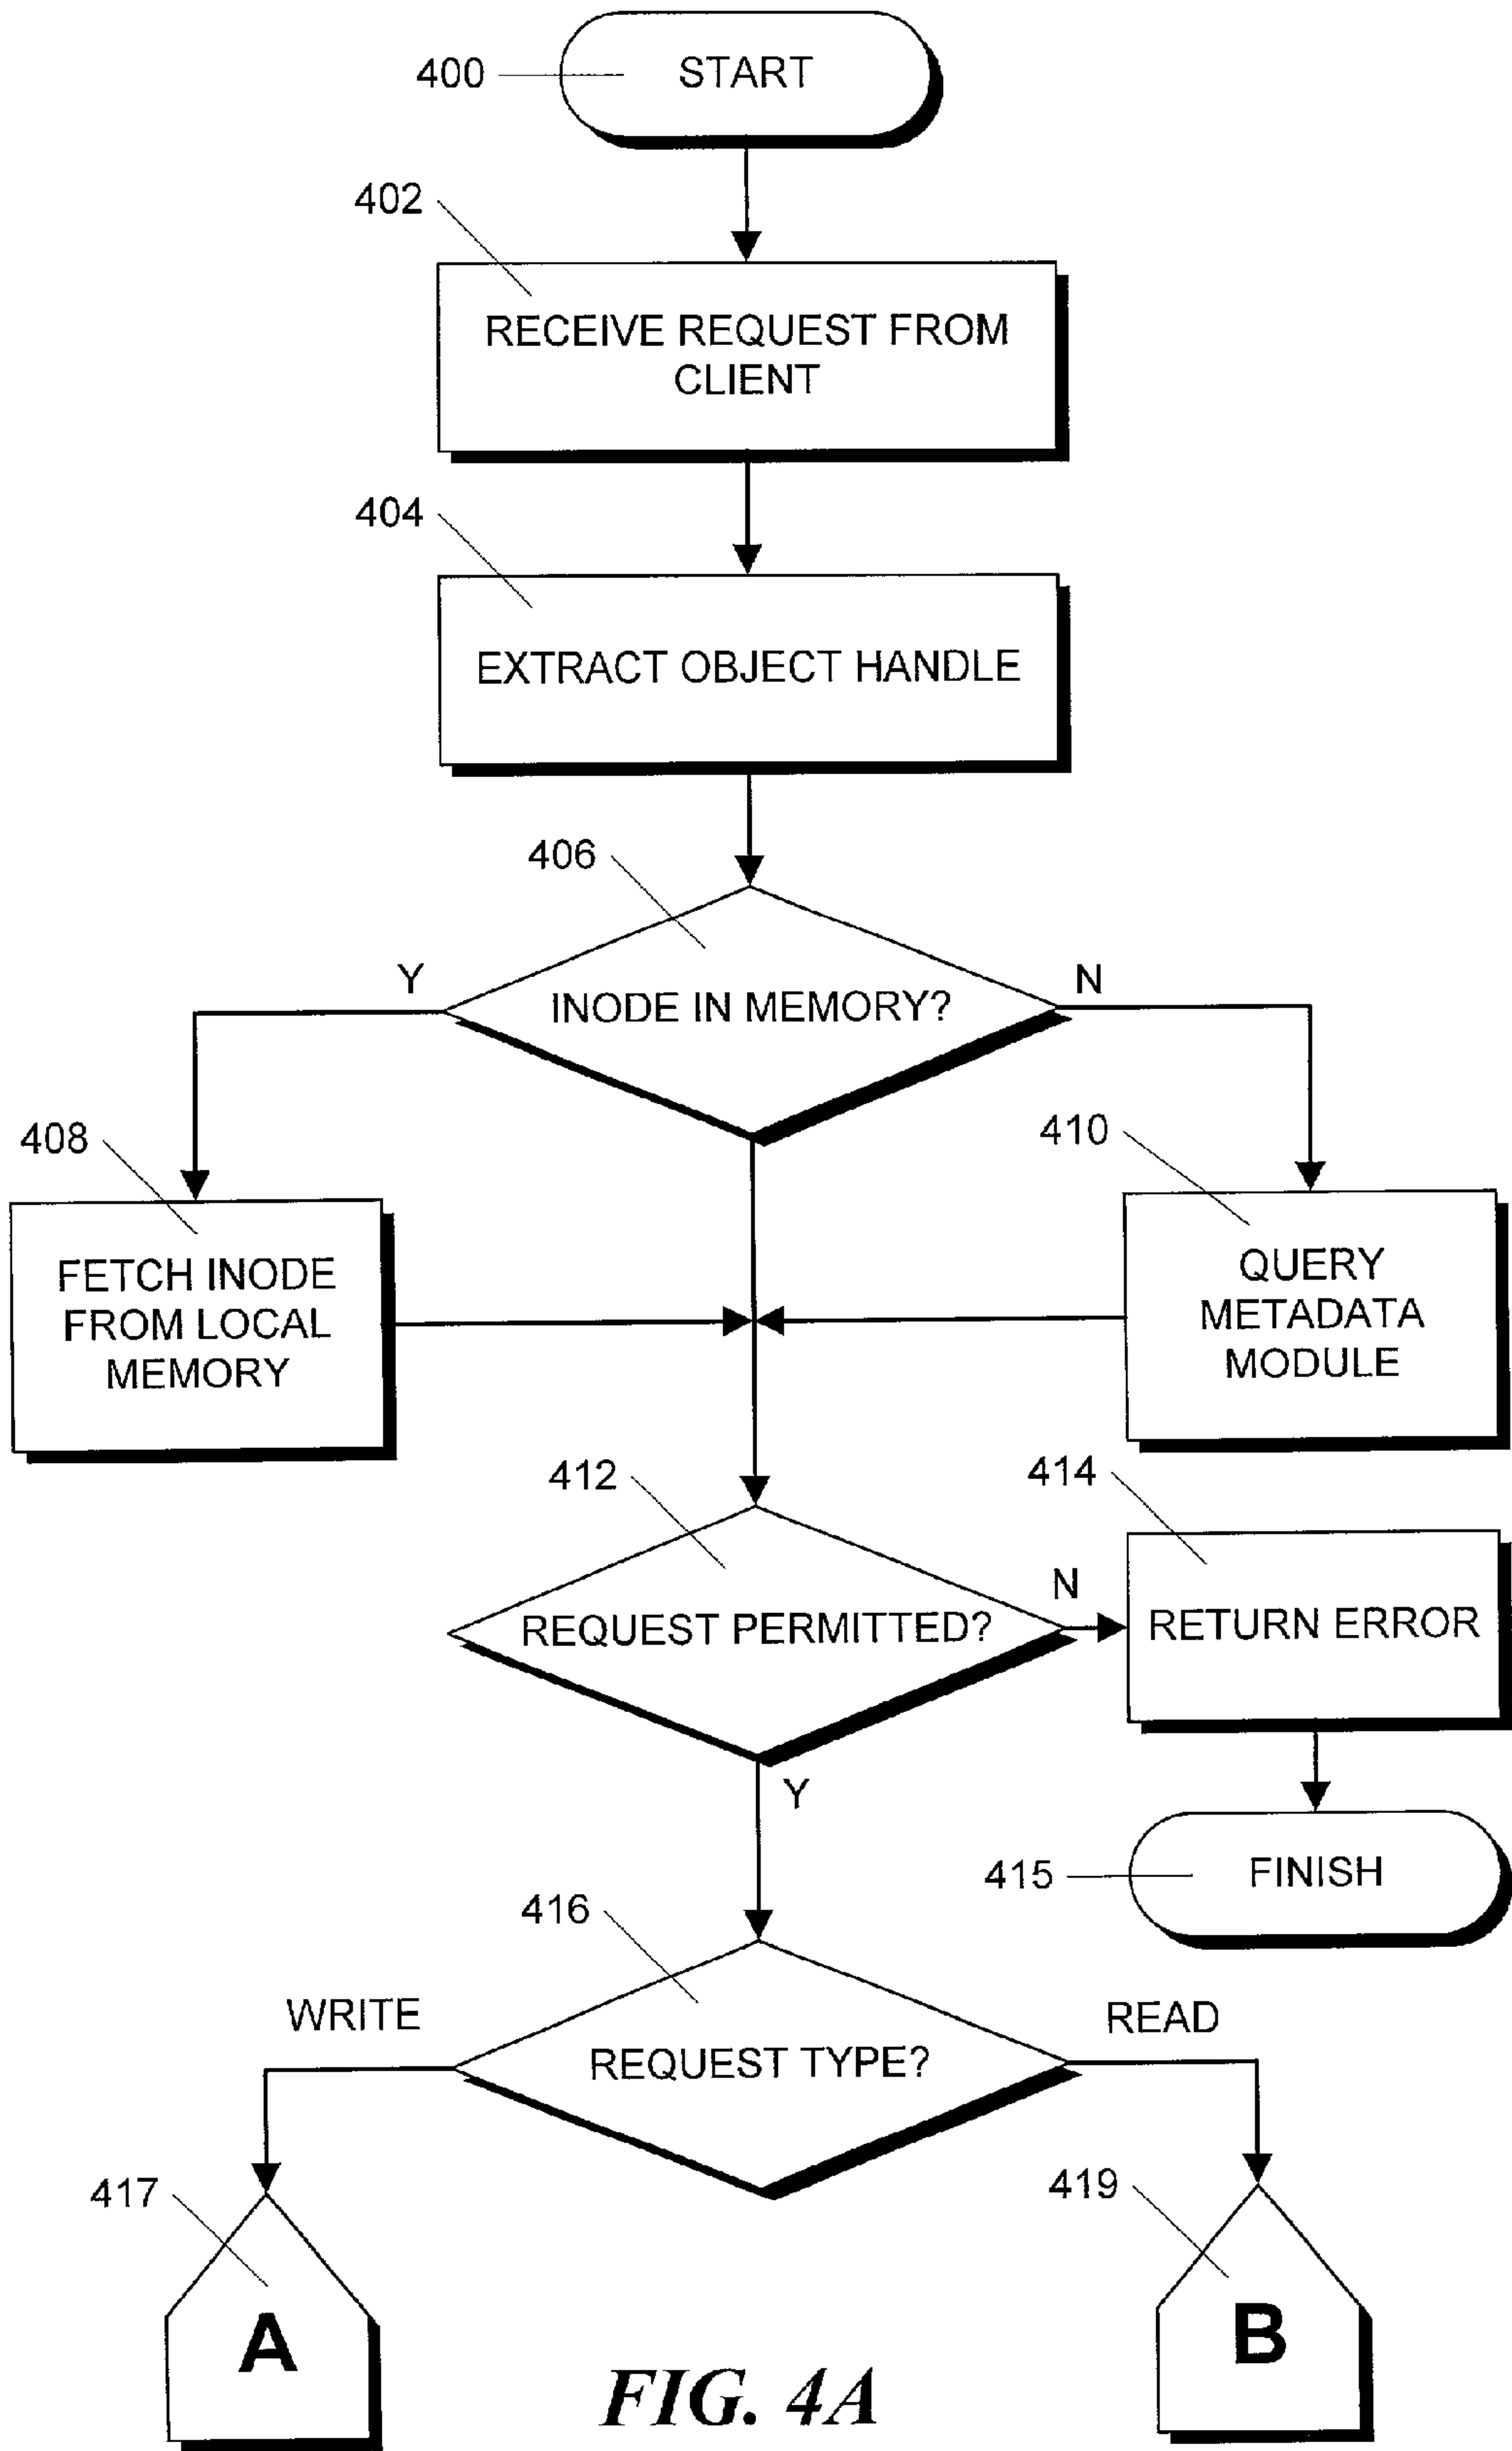 400
START
402
RECEIVE REQUEST FROM
CLIENT
404
EXTRACT OBJECT HANDLE
406
Y
INODE IN MEMORY?
N
408
FETCH INODE
FROM LOCAL
MEMORY
410
QUERY
METADATA
MODULE
412
REQUEST PERMITTED?
N
414
RETURN ERROR
Y
415
FINISH
416
WRITE
REQUEST TYPE?
READ
417
A
419
B
FIG. 4A